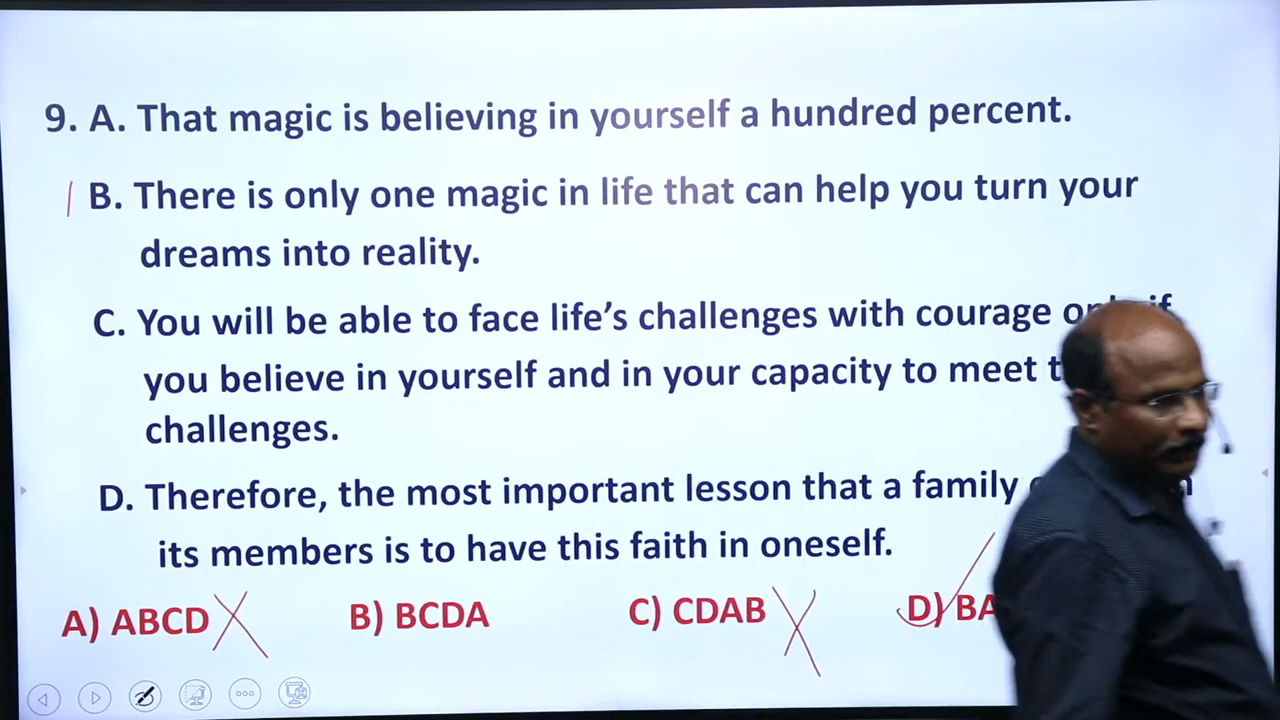 9. A. That magic is believing in yourself a hundred percent.
B. There is only one magic in life that can help you turn your
dreams into reality.
C. You will be able to face life's challenges with courage if
you believe in yourself and in your capacity to meet
challenges.
D. Therefore, the most important lesson that a family
its members is to have this faith in oneself.
A) ABCD B) BCDA C) CDAB D) BA